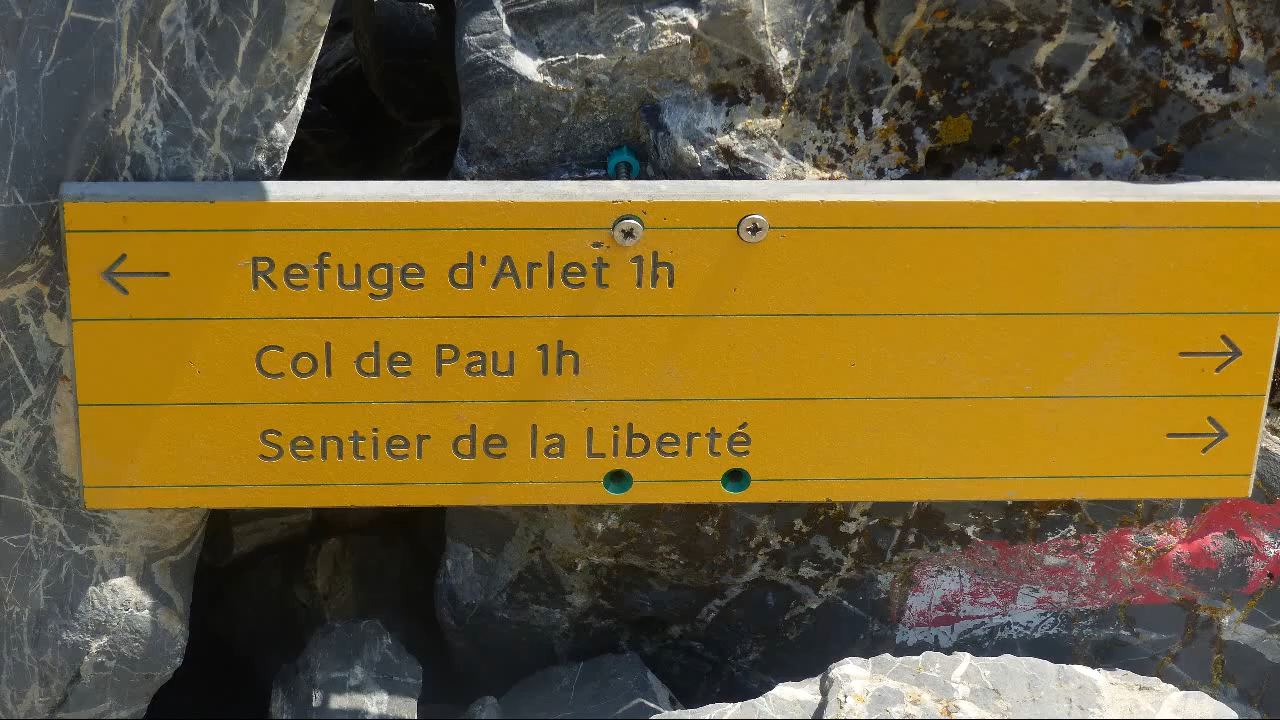 ← Refuge d'Arlet 1h
Col de Pau 1h →
Sentier de la Liberté →